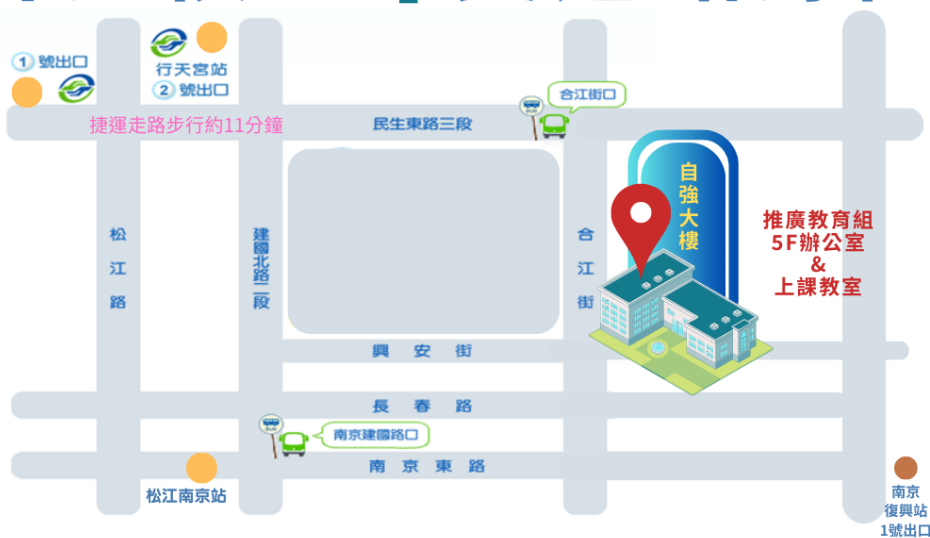 1 號出口
行天宮站
2 號出口
捷運走路步行約11分鐘
民生東路三段
合江街口
BUS
自強大樓
推廣教育組
5F辦公室
&
上課教室
松江路
建國北路二段
合江街
興安街
長春路
BUS
南京建國路口
南京東路
松江南京站
南京
復興站
1號出口